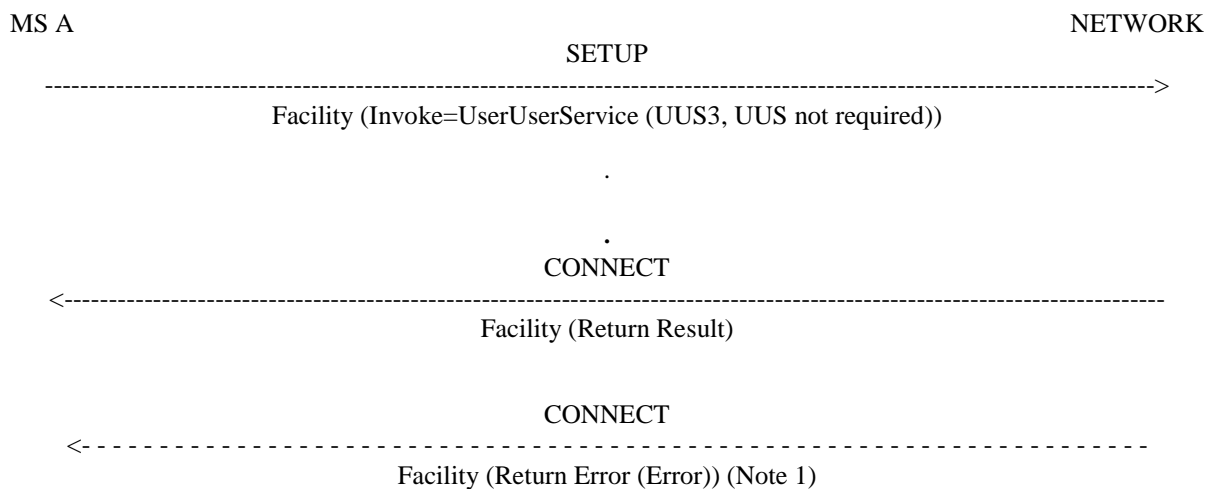 MS A NETWORK
SETUP
------------------------------------------------------------------------------------------------------------------------------>
Facility (Invoke=UserUserService (UUS3, UUS not required))
.
.
CONNECT
<-----------------------------------------------------------------------------------------------------------------------------
Facility (Return Result)
CONNECT
<- - - - - - - - - - - - - - - - - - - - - - - - - - - - - - - - - - - - - - - - - - - - - - - - - - - - - - - - - - - - - - - - - - - - -
Facility (Return Error (Error)) (Note 1)